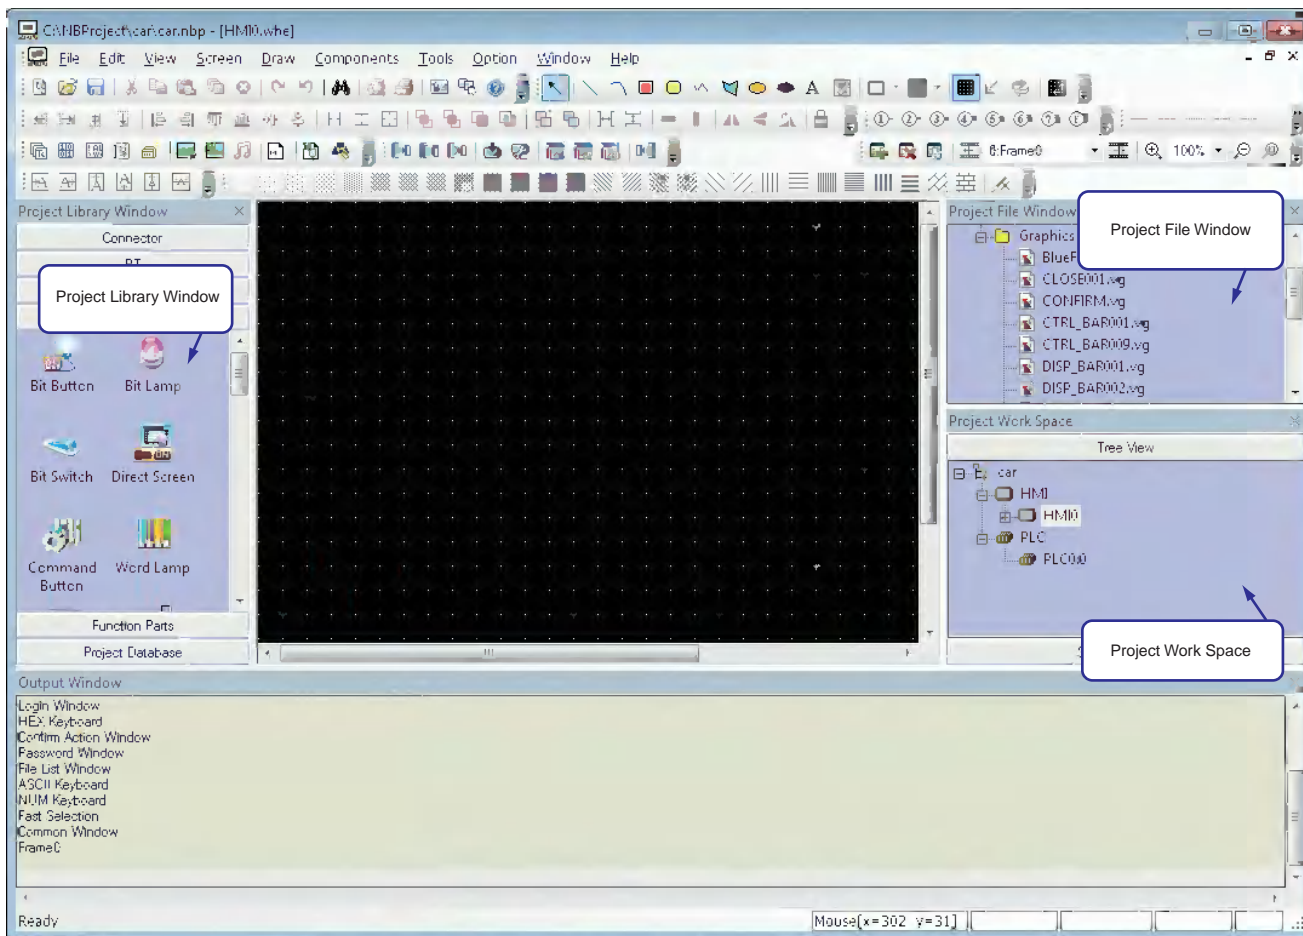 C:\NBProject\car\car.nbp - [HMI0.whe]
File Edit View Screen Draw Components Tools Option Window Help
6:Frame0 100%
Project Library Window
Project File Window
Connector
Project Library Window
Project File Window
Graphics
CLOSE001.vg
CONFIRM.vg
CTRL_BAR001.vg
CTRL_BAR009.vg
DISP_BAR001.vg
DISP_BAR002.vg
Bit Button Bit Lamp
Bit Switch Direct Screen
Command Button Word Lamp
Function Parts
Project Database
Project Work Space
Tree View
car
HMI
HMI0
PLC
PLC0:0
Project Work Space
Output Window
Login Window
HEX Keyboard
Confirm Action Window
Password Window
File List Window
ASCII Keyboard
NUM Keyboard
Fast Selection
Common Window
Frame0
Ready
Mouse[x=302 y=31]